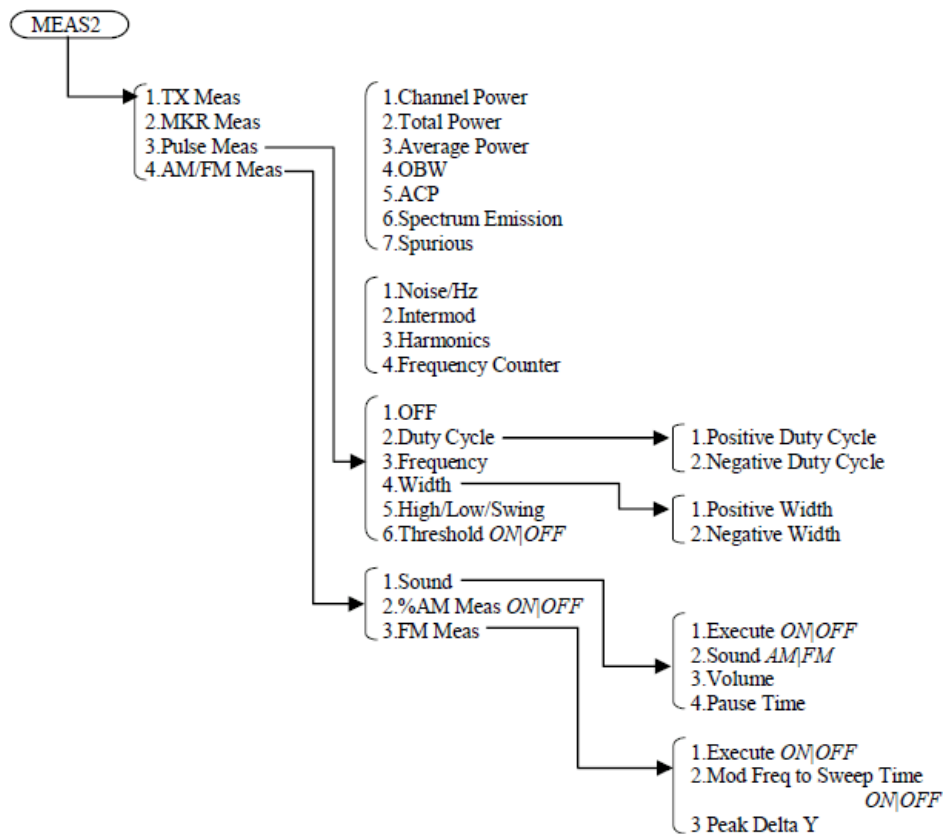 MEAS2
1.TX Meas
2.MKR Meas
3.Pulse Meas
4.AM/FM Meas
1.Channel Power
2.Total Power
3.Average Power
4.OBW
5.ACP
6.Spectrum Emission
7.Spurious
1.Noise/Hz
2.Intermod
3.Harmonics
4.Frequency Counter
1.OFF
2.Duty Cycle
3.Frequency
4.Width
5.High/Low/Swing
6.Threshold ON|OFF
1.Positive Duty Cycle
2.Negative Duty Cycle
1.Positive Width
2.Negative Width
1.Sound
2.%AM Meas ON|OFF
3.FM Meas
1.Execute ON|OFF
2.Sound AM|FM
3.Volume
4.Pause Time
1.Execute ON|OFF
2.Mod Freq to Sweep Time
ON|OFF
3 Peak Delta Y